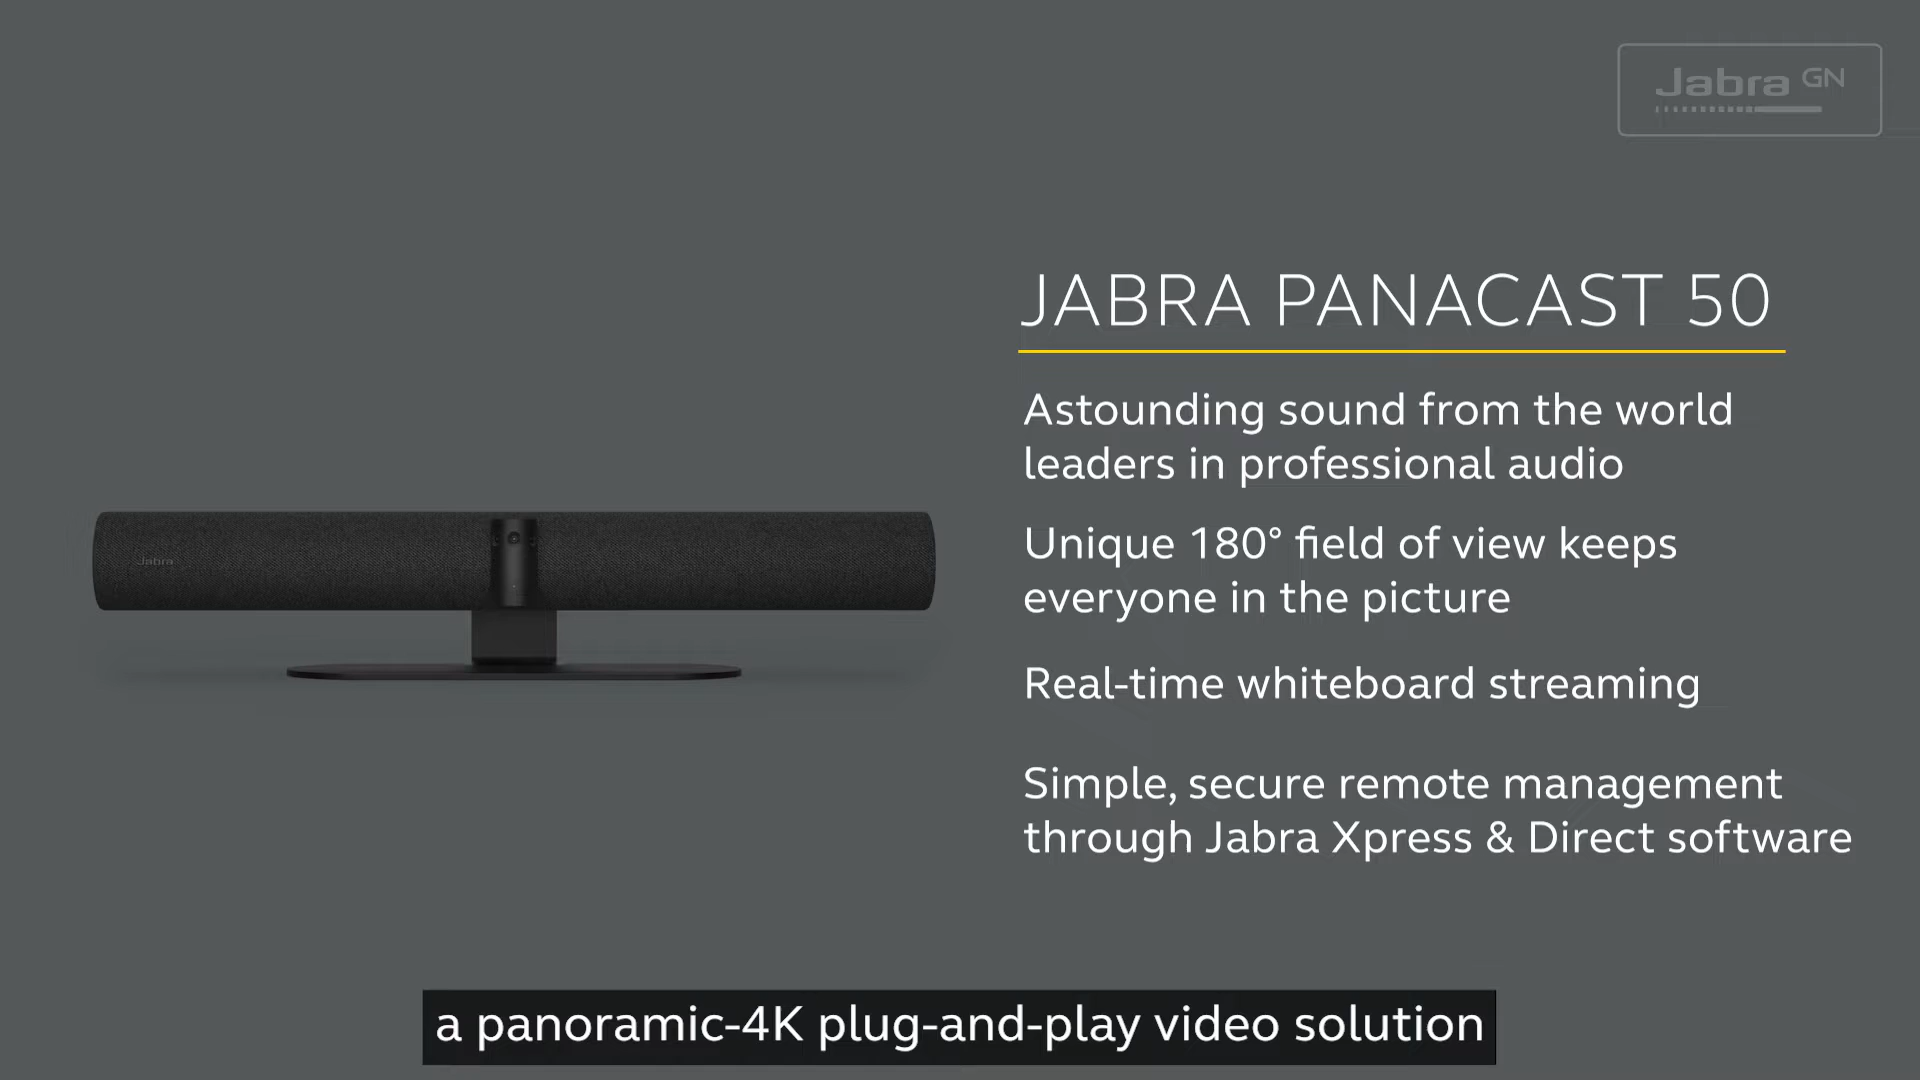 Jabra GN
JABRA PANACAST 50
Astounding sound from the world
leaders in professional audio
Unique 180° field of view keeps
everyone in the picture
Jabra
Real-time whiteboard streaming
Simple, secure remote management
through Jabra Xpress & Direct software
a panoramic-4K plug-and-play video solution